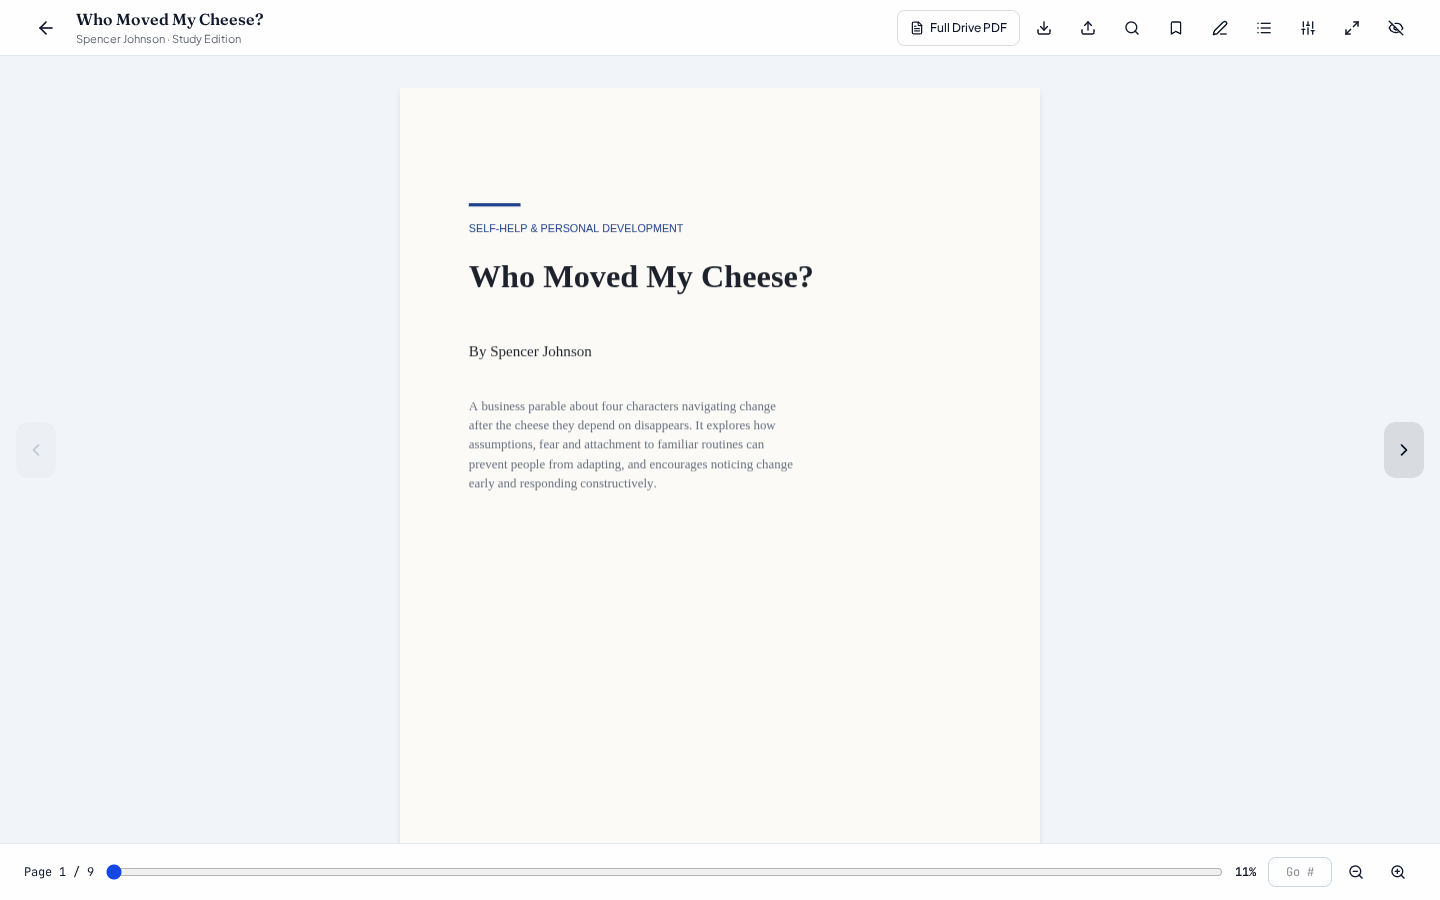 Who Moved My Cheese?
Spencer Johnson · Study Edition
Full Drive PDF
SELF-HELP & PERSONAL DEVELOPMENT
Who Moved My Cheese?
By Spencer Johnson
A business parable about four characters navigating change
after the cheese they depend on disappears. It explores how
assumptions, fear and attachment to familiar routines can
prevent people from adapting, and encourages noticing change
early and responding constructively.
Page 1 / 9
11%
Go #